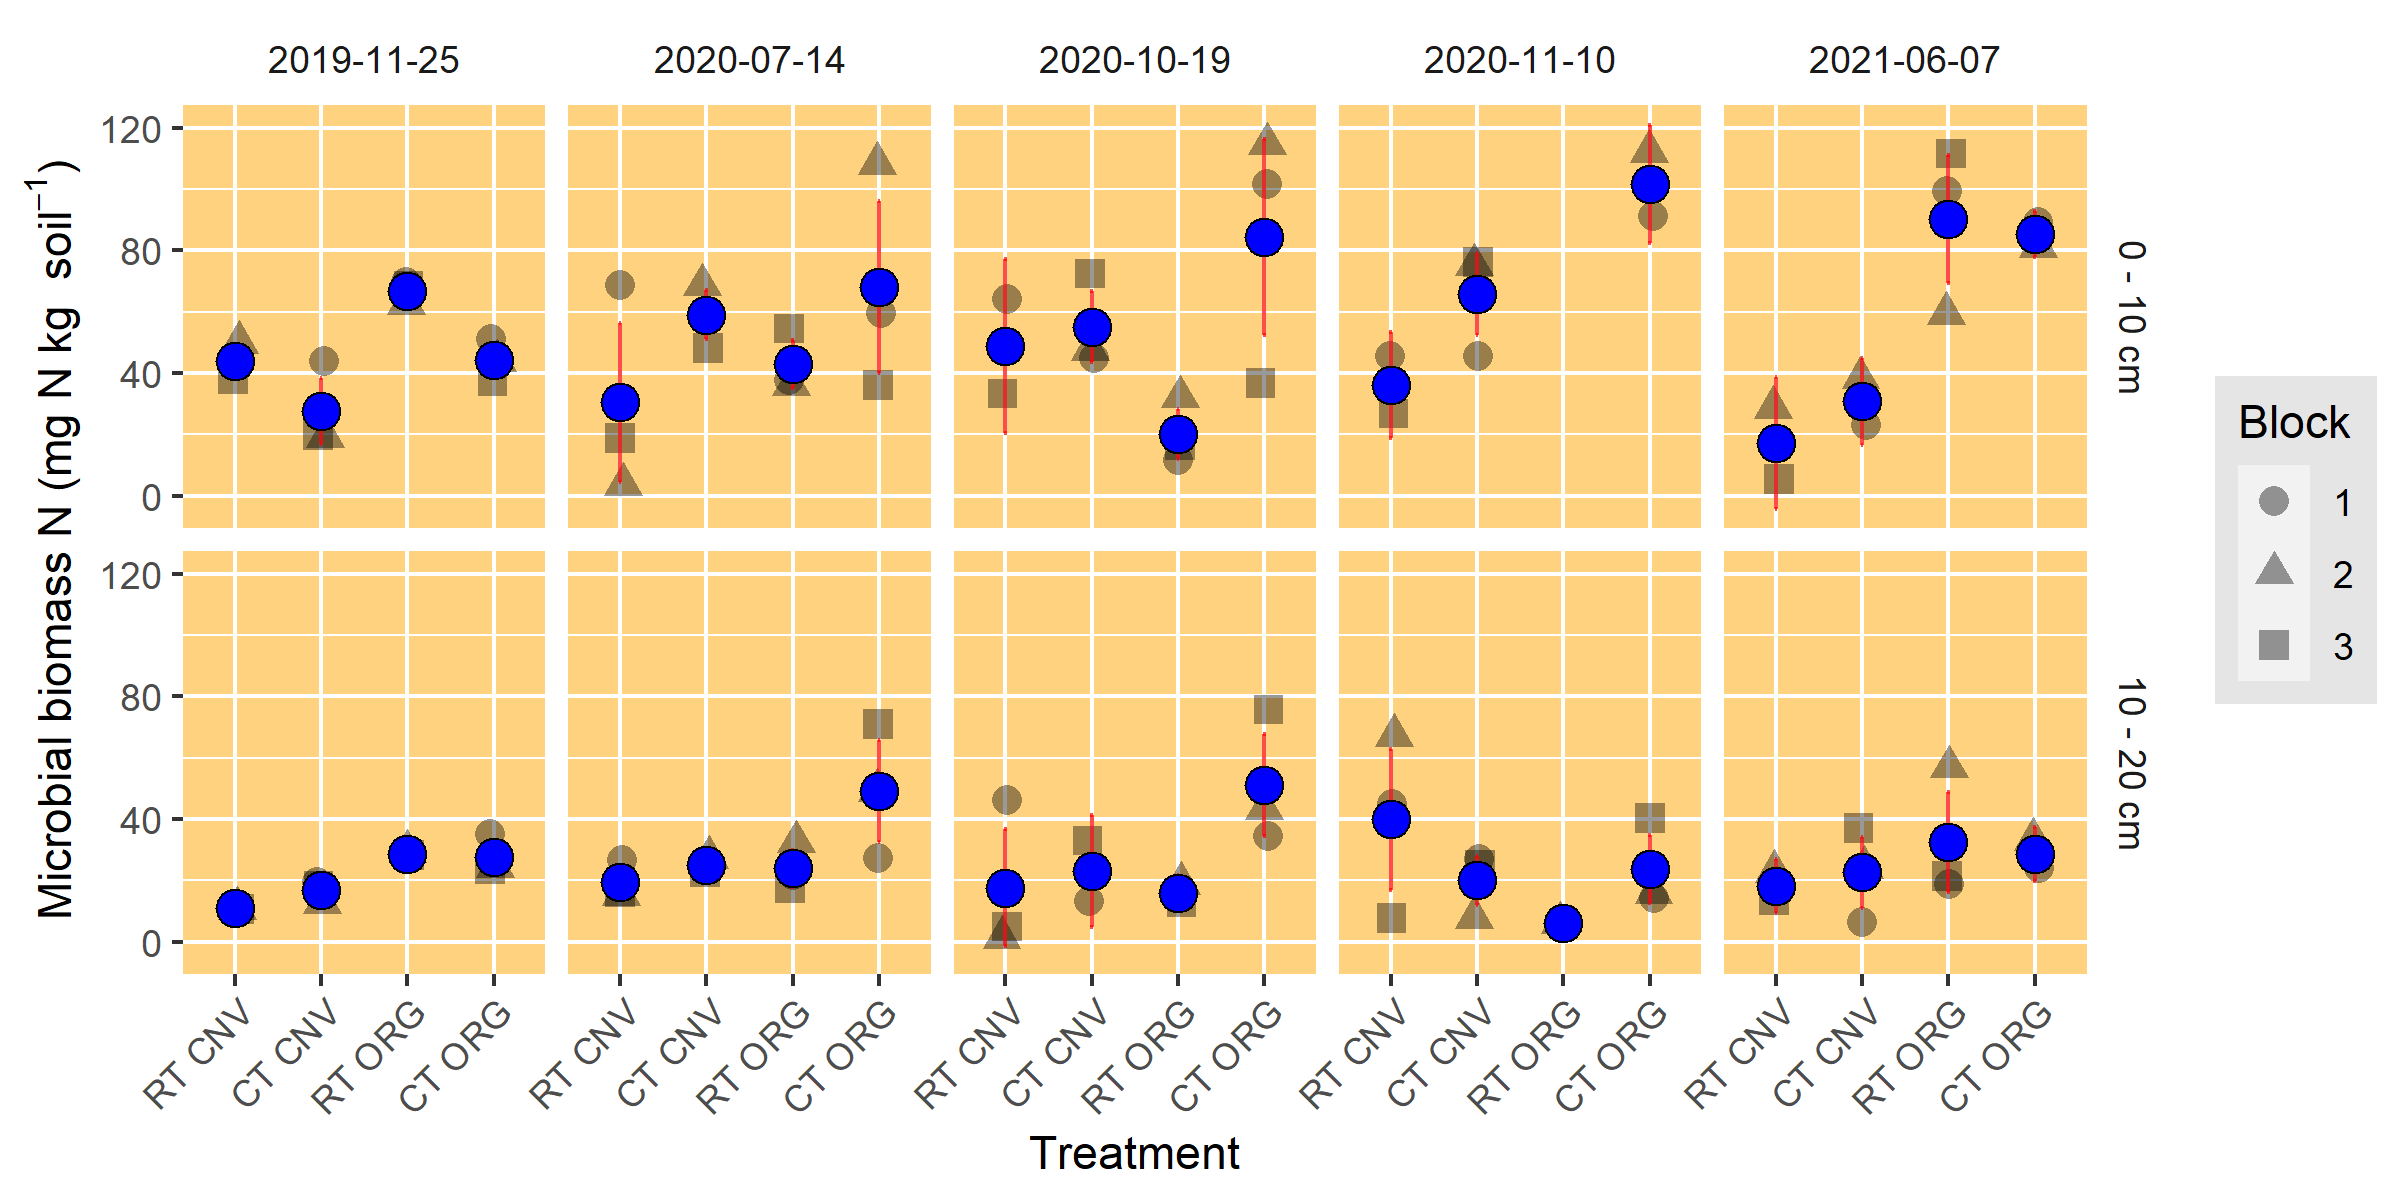 2019-11-25 2020-07-14 2020-10-19 2020-11-10 2021-06-07
Microbial biomass N (mg N kg soil⁻¹)
120
80
40
0
0 - 10 cm
120
80
40
0
10 - 20 cm
RT CNV CT CNV RT ORG CT ORG RT CNV CT CNV RT ORG CT ORG RT CNV CT CNV RT ORG CT ORG RT CNV CT CNV RT ORG CT ORG RT CNV CT CNV RT ORG CT ORG
Treatment
Block
1
2
3